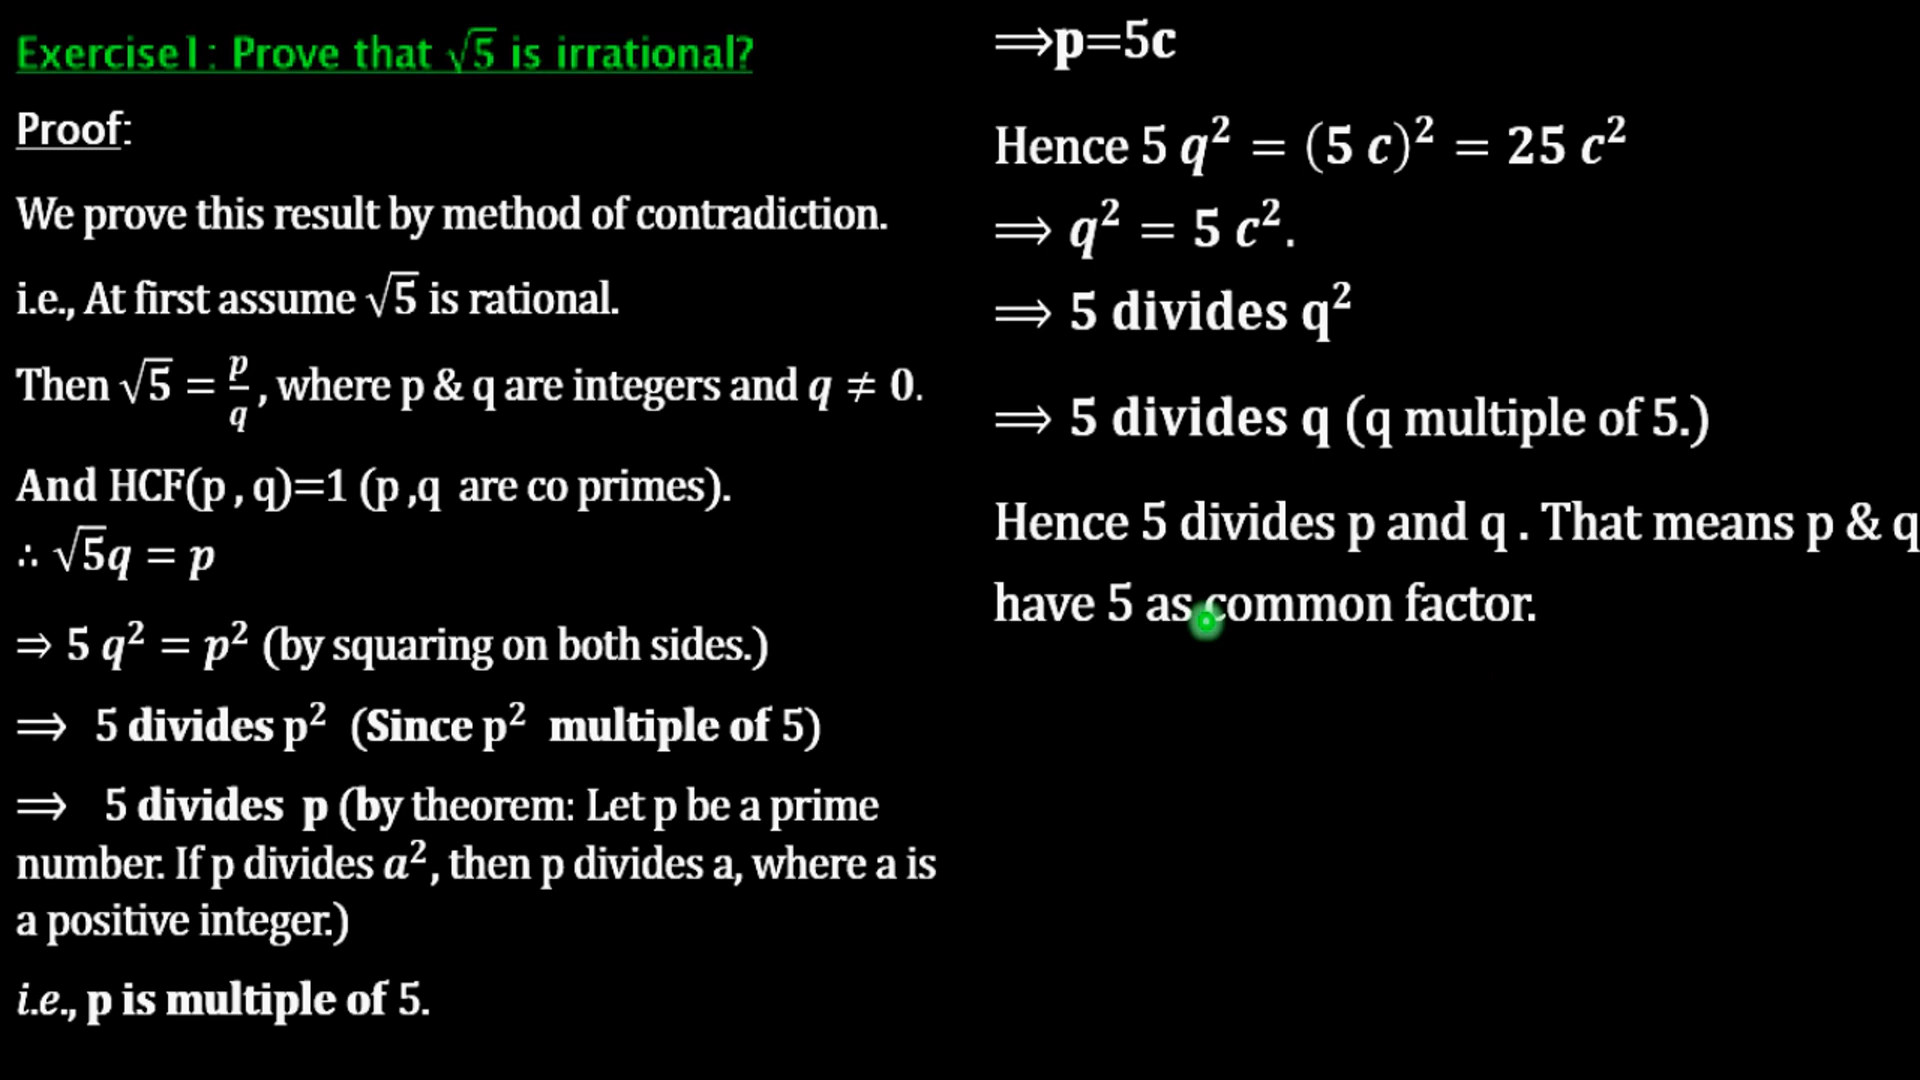 Exercise1: Prove that √5 is irrational?
Proof:
We prove this result by method of contradiction.
i.e., At first assume √5 is rational.
Then √5 = p/q, where p & q are integers and q ≠ 0.
And HCF(p , q)=1 (p ,q are co primes).
∴ √5q = p
⇒ 5 q² = p² (by squaring on both sides.)
⟹ 5 divides p² (Since p² multiple of 5)
⟹ 5 divides p (by theorem: Let p be a prime
number. If p divides a², then p divides a, where a is
a positive integer.)
i.e., p is multiple of 5.
⟹p=5c
Hence 5 q² = (5 c)² = 25 c²
⟹ q² = 5 c².
⟹ 5 divides q²
⟹ 5 divides q (q multiple of 5.)
Hence 5 divides p and q . That means p & q
have 5 as common factor.